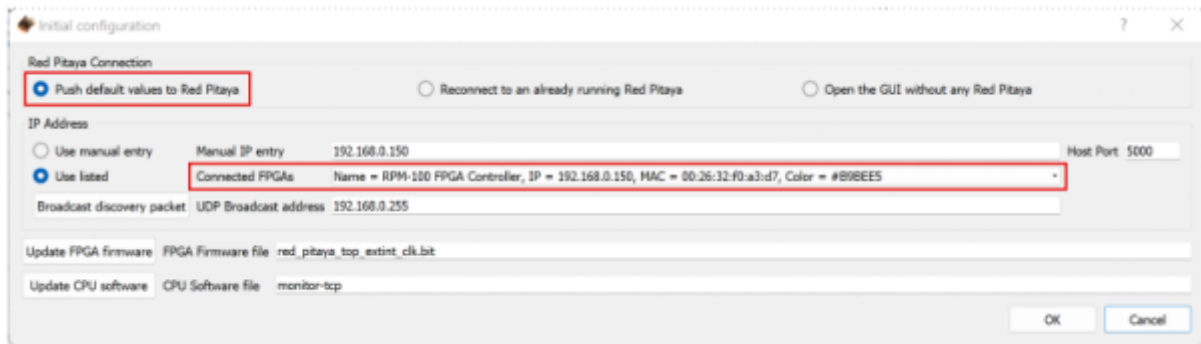 Initial configuration ?
Red Pitaya Connection
Push default values to Red Pitaya Reconnect to an already running Red Pitaya Open the GUI without any Red Pitaya
IP Address
Use manual entry Manual IP entry 192.168.0.150 Host Port 5000
Use listed Connected FPGAs Name = RPM-100 FPGA Controller, IP = 192.168.0.150, MAC = 00:26:32:f0:a3:d7, Color = #B9BEE5
Broadcast discovery packet UDP Broadcast address 192.168.0.255
Update FPGA firmware FPGA Firmware file red_pitaya_top_extint_clk.bit
Update CPU software CPU Software file monitor-tcp
OK Cancel